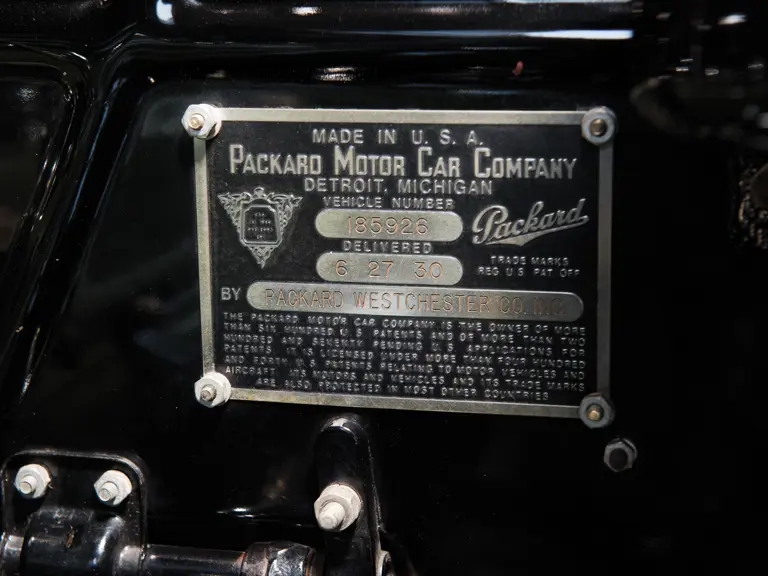 MADE IN U. S. A.
PACKARD MOTOR CAR COMPANY
DETROIT, MICHIGAN
VEHICLE NUMBER
185926
Packard
DELIVERED
6 27 30
TRADE MARKS
REG U S PAT OFF
BY PACKARD WESTCHESTER CO. INC.
THE PACKARD MOTOR CAR COMPANY IS THE OWNER OF MORE
THAN SIX HUNDRED U S PATENTS AND OF MORE THAN TWO
HUNDRED AND SEVENTY PENDING U S APPLICATIONS FOR
PATENTS IT IS LICENSED UNDER MORE THAN FOUR HUNDRED
AND FORTY U S PATENTS RELATING TO MOTOR VEHICLES AND
AIRCRAFT ITS MOTORS AND VEHICLES AND ITS TRADE MARKS
ARE ALSO PROTECTED IN MOST OTHER COUNTRIES